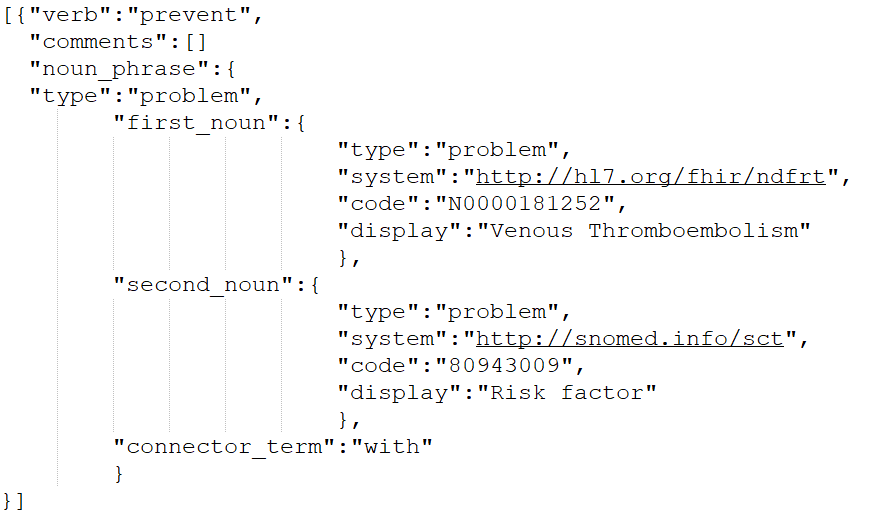 [{"verb":"prevent",
"comments":[]
"noun_phrase":{
"type":"problem",
"first_noun":{
"type":"problem",
"system":"http://hl7.org/fhir/ndfrt",
"code":"N0000181252",
"display":"Venous Thromboembolism"
},
"second_noun":{
"type":"problem",
"system":"http://snomed.info/sct",
"code":"80943009",
"display":"Risk factor"
},
"connector_term":"with"
}
}]